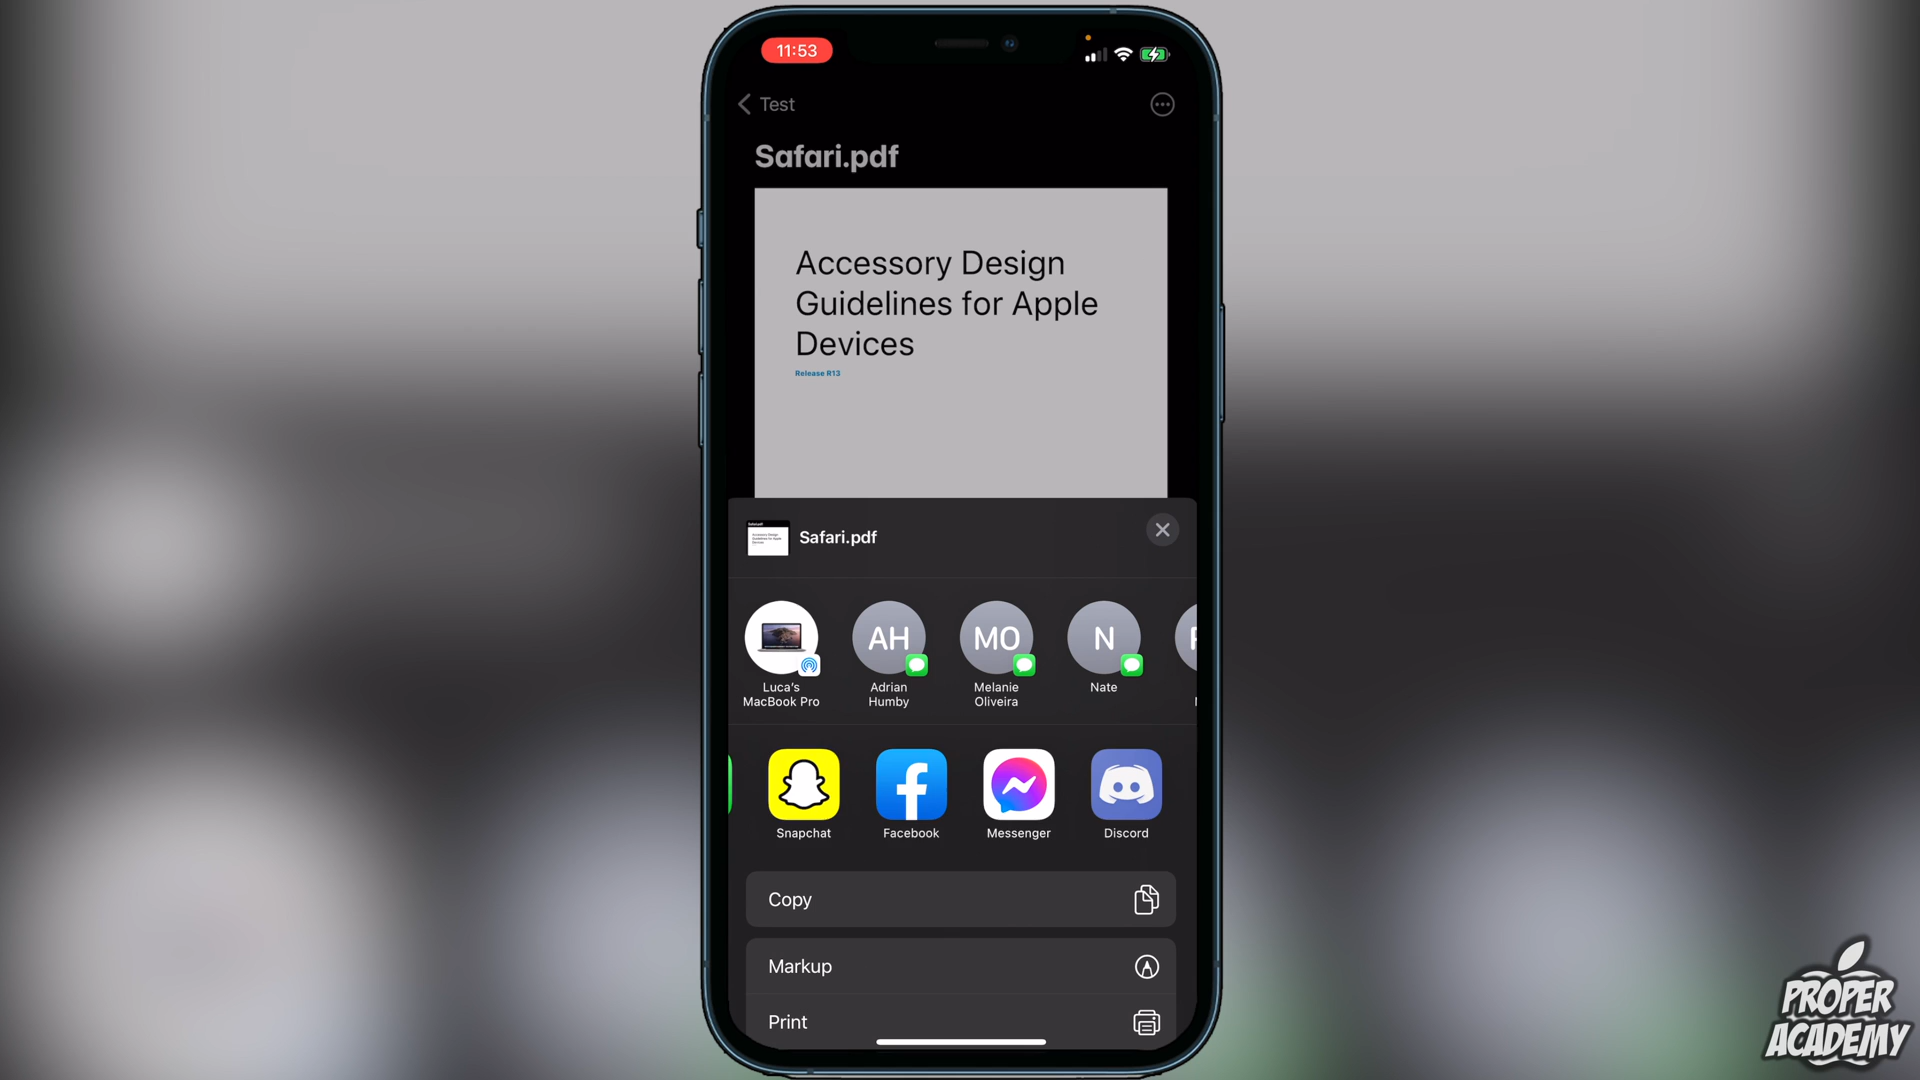 11:53
Test
Safari.pdf
Accessory Design
Guidelines for Apple
Devices
Release R13
Safari.pdf
Luca's
MacBook Pro
AH
Adrian
Humby
MO
Melanie
Oliveira
N
Nate
Snapchat
Facebook
Messenger
Discord
Copy
Markup
Print
PROPER
ACADEMY